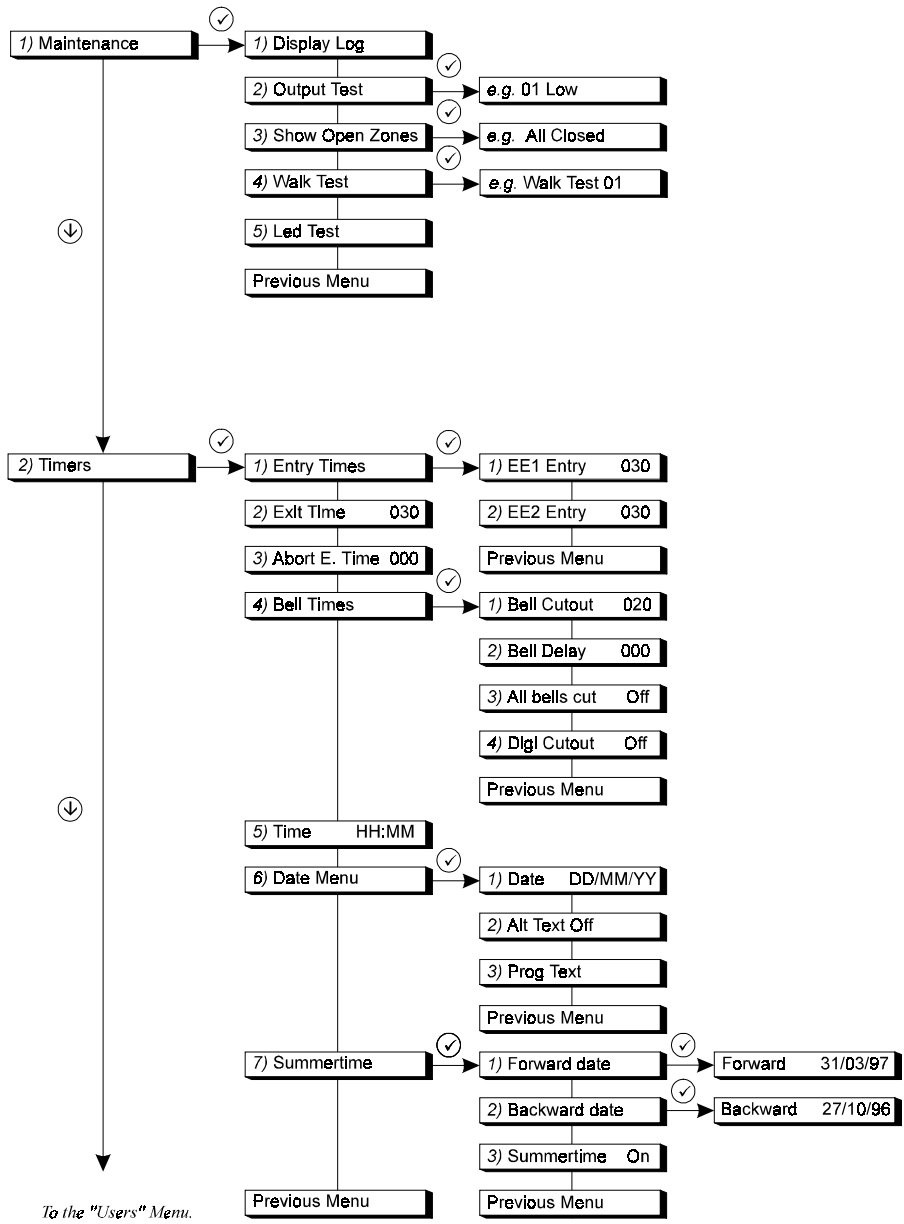 1) Maintenance
1) Display Log
2) Output Test
e.g. 01 Low
3) Show Open Zones
e.g. All Closed
4) Walk Test
e.g. Walk Test 01
5) Led Test
Previous Menu
2) Timers
1) Entry Times
1) EE1 Entry 030
2) Exit Time 030
2) EE2 Entry 030
3) Abort E. Time 000
Previous Menu
4) Bell Times
1) Bell Cutout 020
2) Bell Delay 000
3) All bells cut Off
4) Digi Cutout Off
Previous Menu
5) Time HH:MM
6) Date Menu
1) Date DD/MM/YY
2) Alt Text Off
3) Prog Text
Previous Menu
7) Summertime
1) Forward date
Forward 31/03/97
2) Backward date
Backward 27/10/96
3) Summertime On
Previous Menu
Previous Menu
To the "Users" Menu.